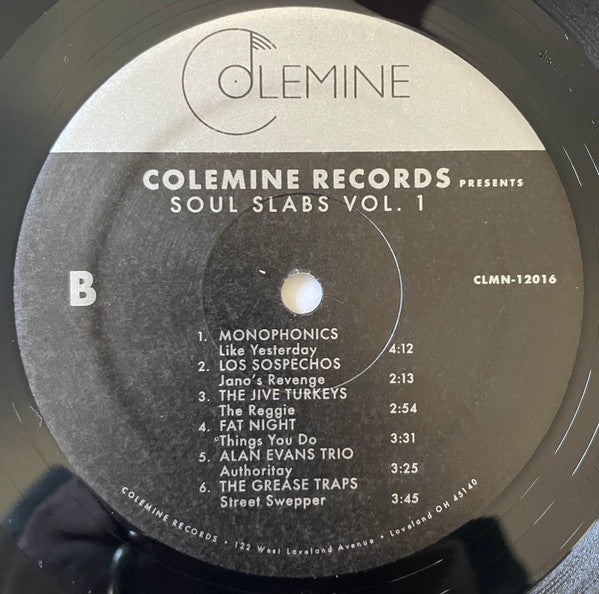 COLEMINE
COLEMINE RECORDS PRESENTS
SOUL SLABS VOL. 1
B
CLMN-12016
1. MONOPHONICS
Like Yesterday 4:12
2. LOS SOSPECHOS
Jano's Revenge 2:13
3. THE JIVE TURKEYS
The Reggie 2:54
4. FAT NIGHT
Things You Do 3:31
5. ALAN EVANS TRIO
Authoritay 3:25
6. THE GREASE TRAPS
Street Sweeper 3:45
COLEMINE RECORDS • 122 West Loveland Avenue • Loveland OH 45140